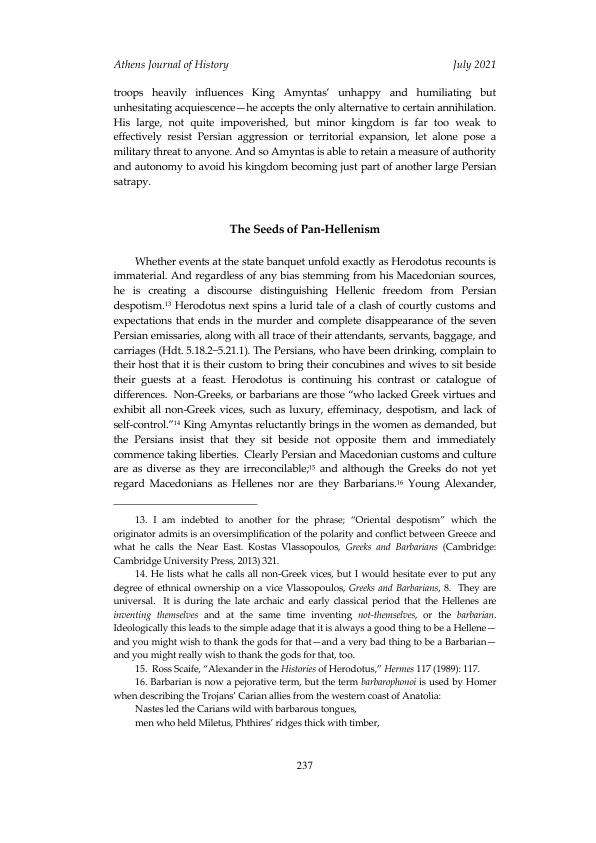 Athens Journal of History July 2021
troops heavily influences King Amyntas’ unhappy and humiliating but
unhesitating acquiescence—he accepts the only alternative to certain annihilation.
His large, not quite impoverished, but minor kingdom is far too weak to
effectively resist Persian aggression or territorial expansion, let alone pose a
military threat to anyone. And so Amyntas is able to retain a measure of authority
and autonomy to avoid his kingdom becoming just part of another large Persian
satrapy.
The Seeds of Pan-Hellenism
Whether events at the state banquet unfold exactly as Herodotus recounts is
immaterial. And regardless of any bias stemming from his Macedonian sources,
he is creating a discourse distinguishing Hellenic freedom from Persian
despotism.13 Herodotus next spins a lurid tale of a clash of courtly customs and
expectations that ends in the murder and complete disappearance of the seven
Persian emissaries, along with all trace of their attendants, servants, baggage, and
carriages (Hdt. 5.18.2−5.21.1). The Persians, who have been drinking, complain to
their host that it is their custom to bring their concubines and wives to sit beside
their guests at a feast. Herodotus is continuing his contrast or catalogue of
differences. Non-Greeks, or barbarians are those “who lacked Greek virtues and
exhibit all non-Greek vices, such as luxury, effeminacy, despotism, and lack of
self-control.”14 King Amyntas reluctantly brings in the women as demanded, but
the Persians insist that they sit beside not opposite them and immediately
commence taking liberties. Clearly Persian and Macedonian customs and culture
are as diverse as they are irreconcilable;15 and although the Greeks do not yet
regard Macedonians as Hellenes nor are they Barbarians.16 Young Alexander,
13. I am indebted to another for the phrase; “Oriental despotism” which the
originator admits is an oversimplification of the polarity and conflict between Greece and
what he calls the Near East. Kostas Vlassopoulos, Greeks and Barbarians (Cambridge:
Cambridge University Press, 2013) 321.
14. He lists what he calls all non-Greek vices, but I would hesitate ever to put any
degree of ethnical ownership on a vice Vlassopoulos, Greeks and Barbarians, 8. They are
universal. It is during the late archaic and early classical period that the Hellenes are
inventing themselves and at the same time inventing not-themselves, or the barbarian.
Ideologically this leads to the simple adage that it is always a good thing to be a Hellene—
and you might wish to thank the gods for that—and a very bad thing to be a Barbarian—
and you might really wish to thank the gods for that, too.
15. Ross Scaife, “Alexander in the Histories of Herodotus,” Hermes 117 (1989): 117.
16. Barbarian is now a pejorative term, but the term barbarophonoi is used by Homer
when describing the Trojans’ Carian allies from the western coast of Anatolia:
Nastes led the Carians wild with barbarous tongues,
men who held Miletus, Phthires’ ridges thick with timber,
237